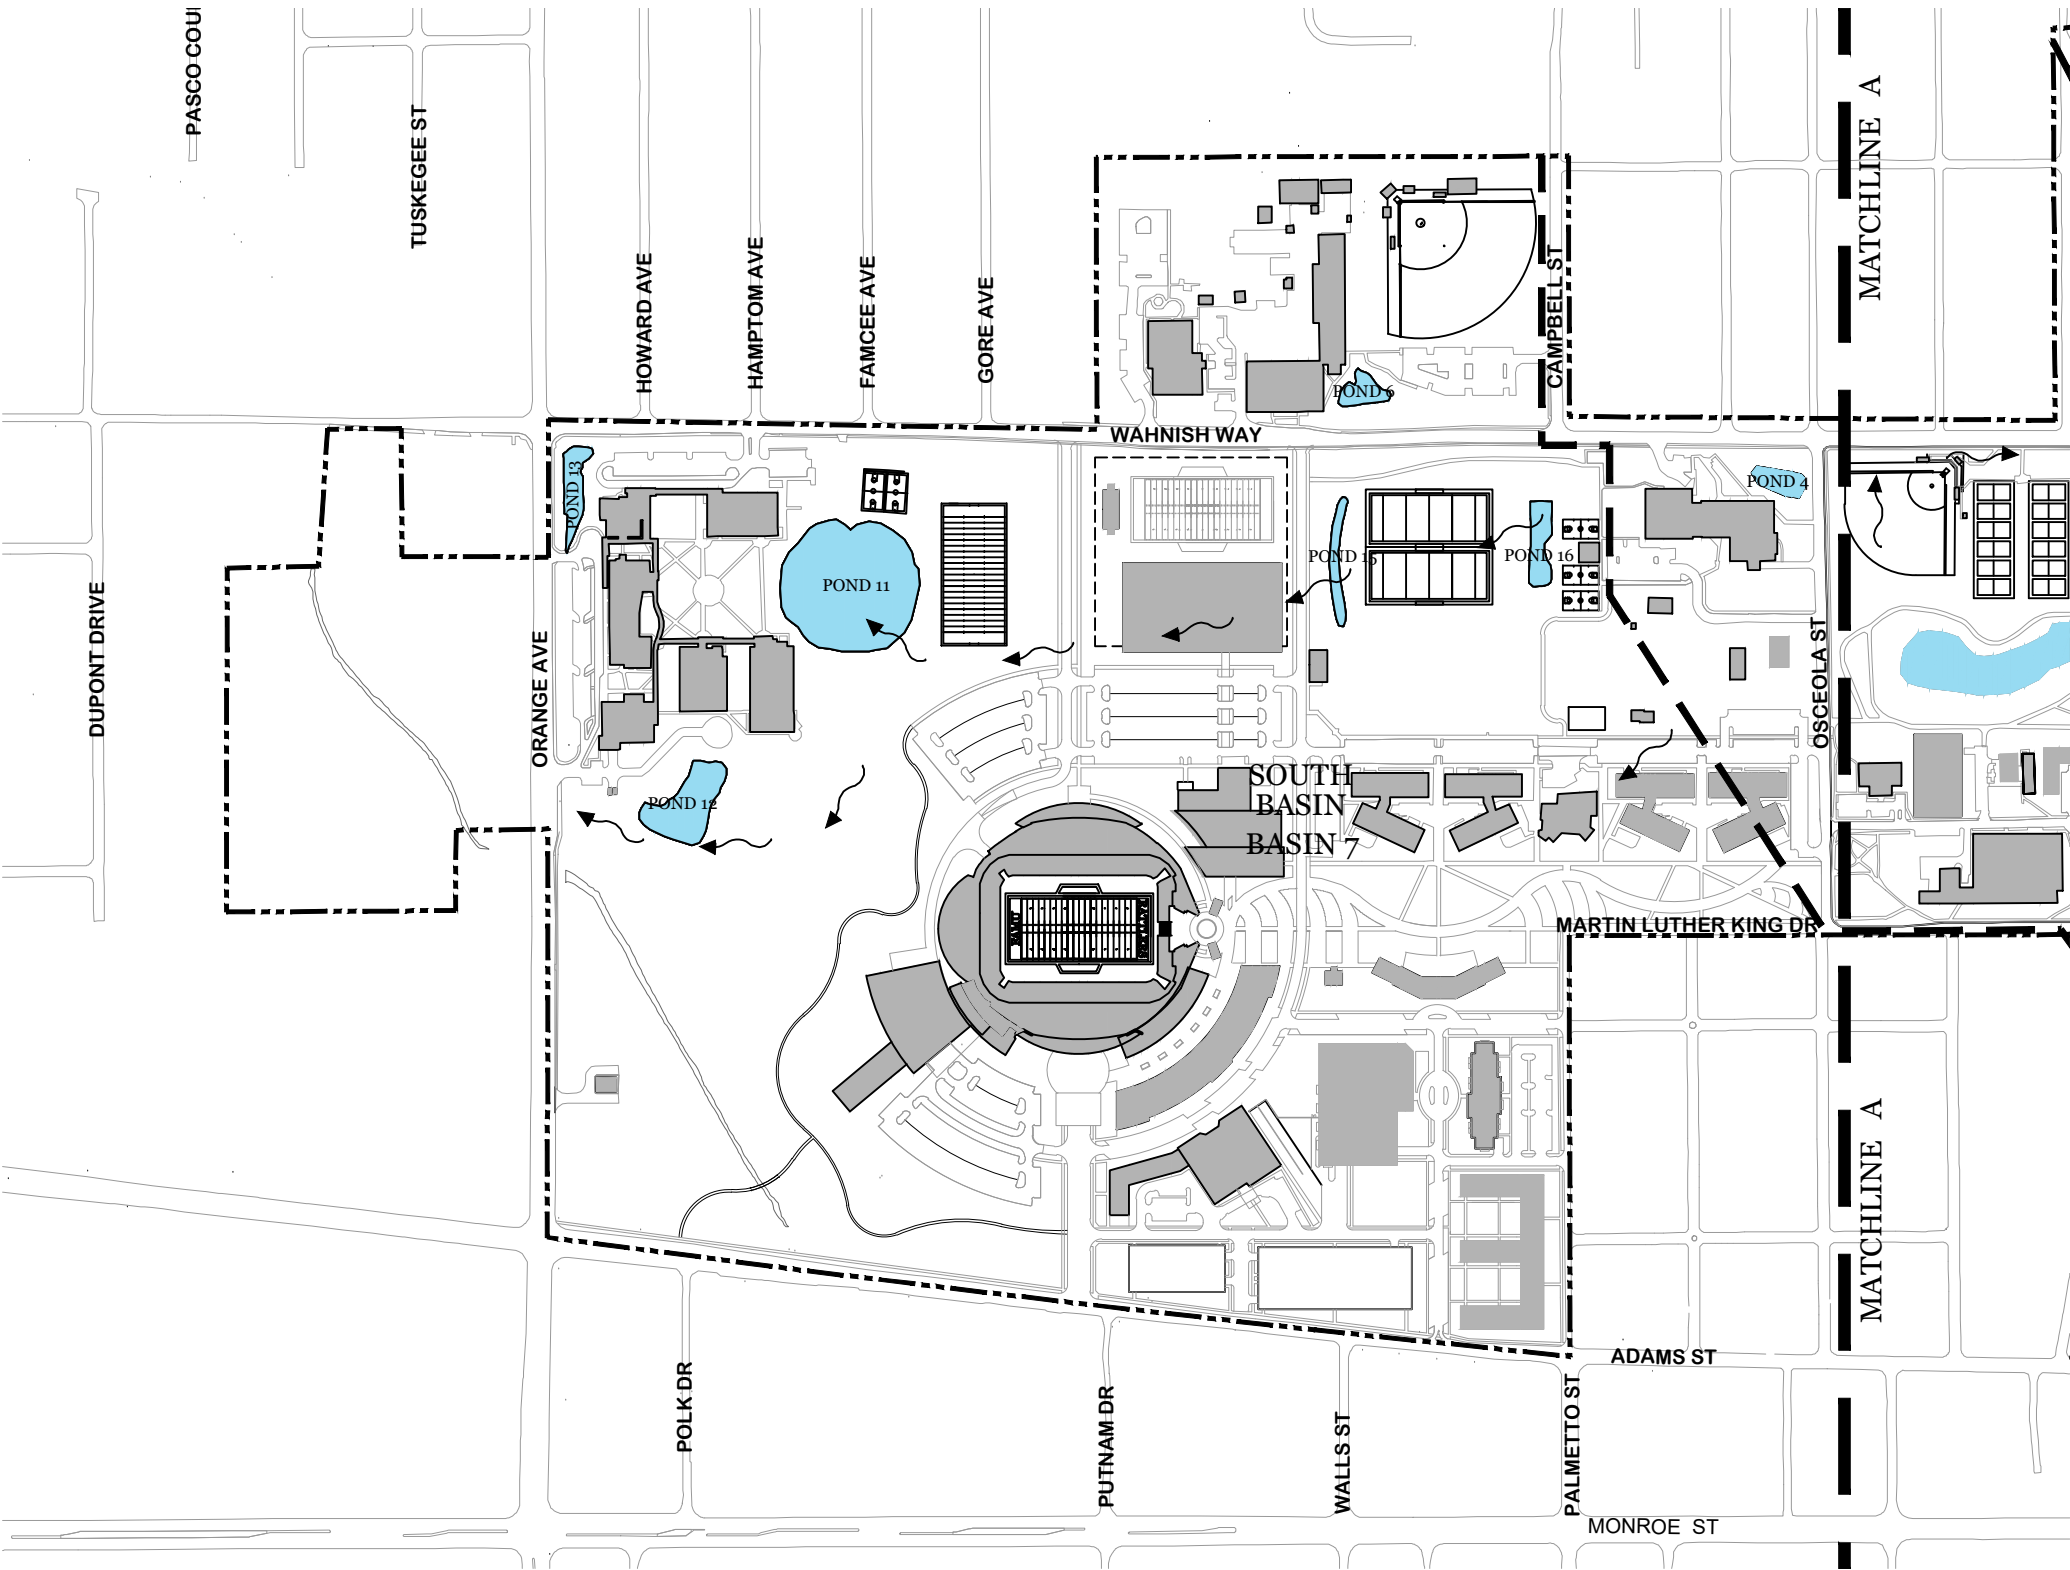 PASCO COU
TUSKEGEE ST
HOWARD AVE
HAMPTOM AVE
FAMCEE AVE
GORE AVE
CAMPBELL ST
MATCHLINE A
POND 6
WAHNISH WAY
POND 13
POND 4
POND 11
POND 15
POND 16
DUPONT DRIVE
ORANGE AVE
OSCEOLA ST
POND 12
SOUTH
BASIN
BASIN 7
FAMU
MARTIN LUTHER KING DR
MATCHLINE A
ADAMS ST
POLK DR
PUTNAM DR
WALLS ST
PALMETTO ST
MONROE ST